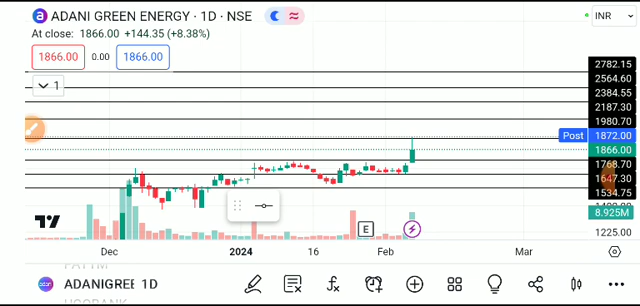 ADANI GREEN ENERGY · 1D · NSE
INR
At close: 1866.00 +144.35 (+8.38%)
1866.00 0.00 1866.00
1
2782.15
2564.60
2384.55
2187.30
1980.70
Post 1872.00
1866.00
1768.70
1647.30
1534.75
8.925M
1225.00
E
Dec 2024 16 Feb Mar
adani ADANIGREE 1D